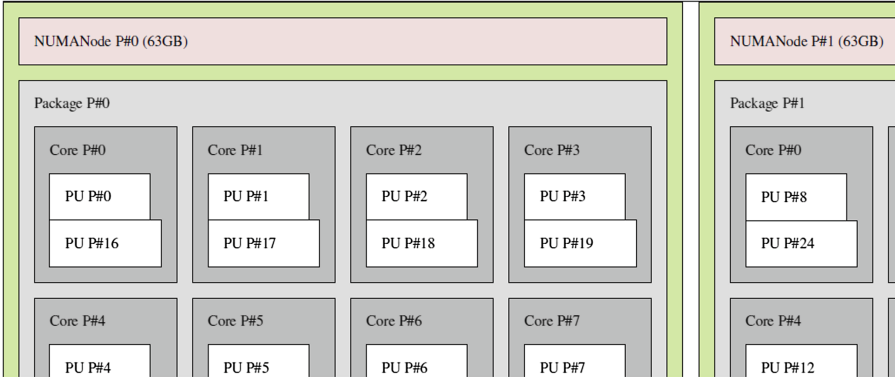 NUMANode P#0 (63GB)
NUMANode P#1 (63GB)
Package P#0
Package P#1
Core P#0
Core P#1
Core P#2
Core P#3
Core P#0
PU P#0
PU P#1
PU P#2
PU P#3
PU P#8
PU P#16
PU P#17
PU P#18
PU P#19
PU P#24
Core P#4
Core P#5
Core P#6
Core P#7
Core P#4
PU P#4
PU P#5
PU P#6
PU P#7
PU P#12